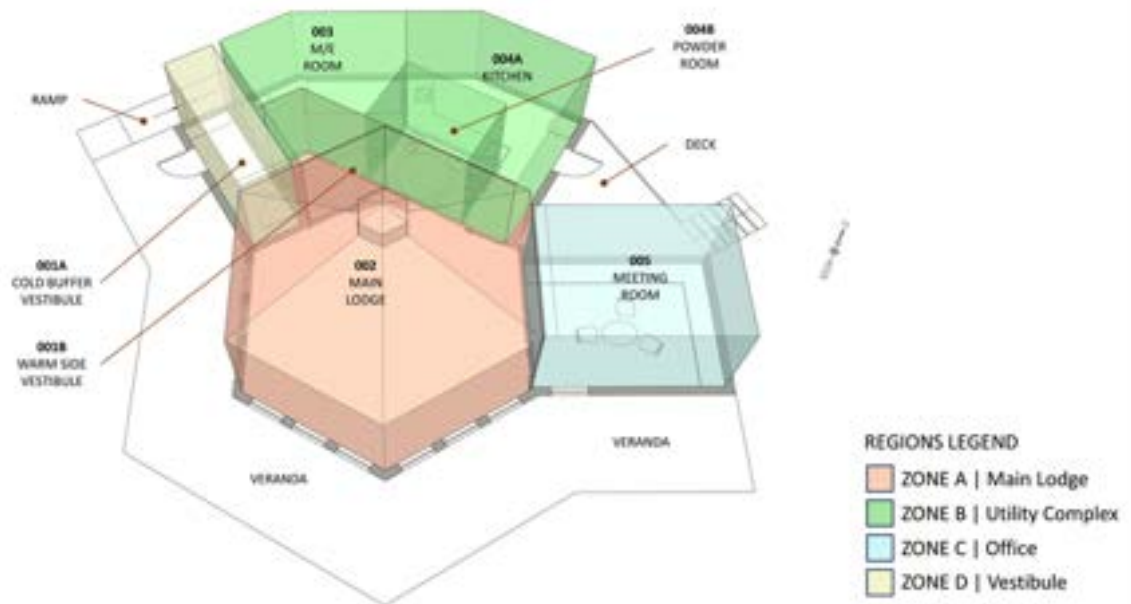 003
M/E
ROOM
004A
KITCHEN
004B
POWDER
ROOM
RAMP
DECK
001A
COLD BUFFER
VESTIBULE
002
MAIN
LODGE
005
MEETING
ROOM
001B
WARM SIDE
VESTIBULE
VERANDA
VERANDA
REGIONS LEGEND
ZONE A | Main Lodge
ZONE B | Utility Complex
ZONE C | Office
ZONE D | Vestibule